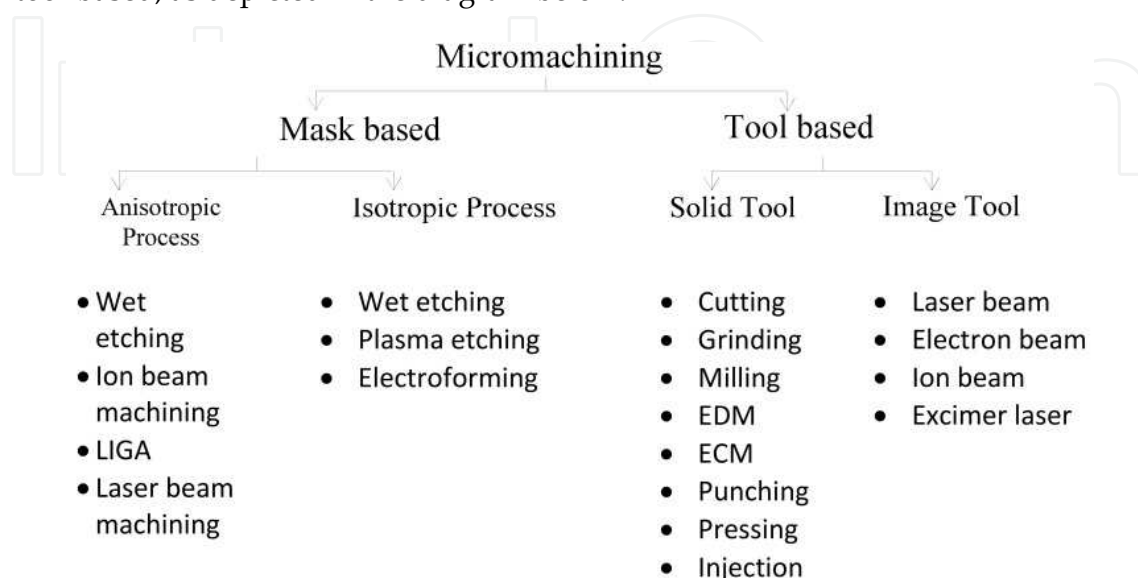 Micromachining
Mask based
Tool based
Anisotropic
Process
Isotropic Process
Solid Tool
Image Tool
• Wet
etching
• Ion beam
machining
• LIGA
• Laser beam
machining
• Wet etching
• Plasma etching
• Electroforming
• Cutting
• Grinding
• Milling
• EDM
• ECM
• Punching
• Pressing
• Injection
• Laser beam
• Electron beam
• Ion beam
• Excimer laser